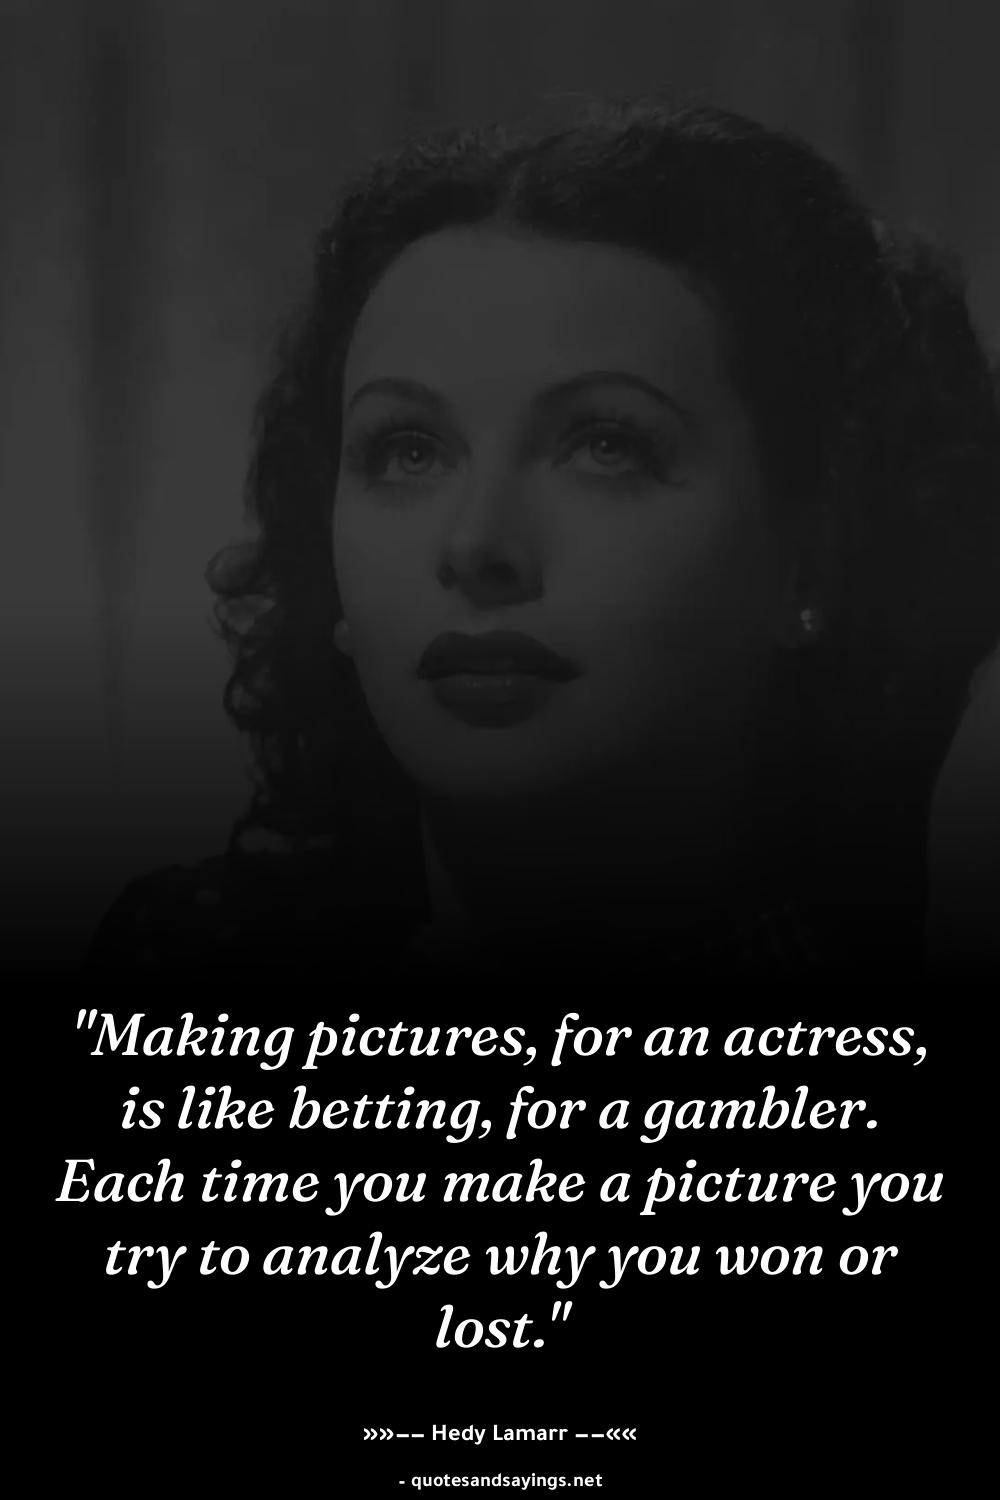 "Making pictures, for an actress,
is like betting, for a gambler.
Each time you make a picture you
try to analyze why you won or
lost."
»»–– Hedy Lamarr ––««
- quotesandsayings.net